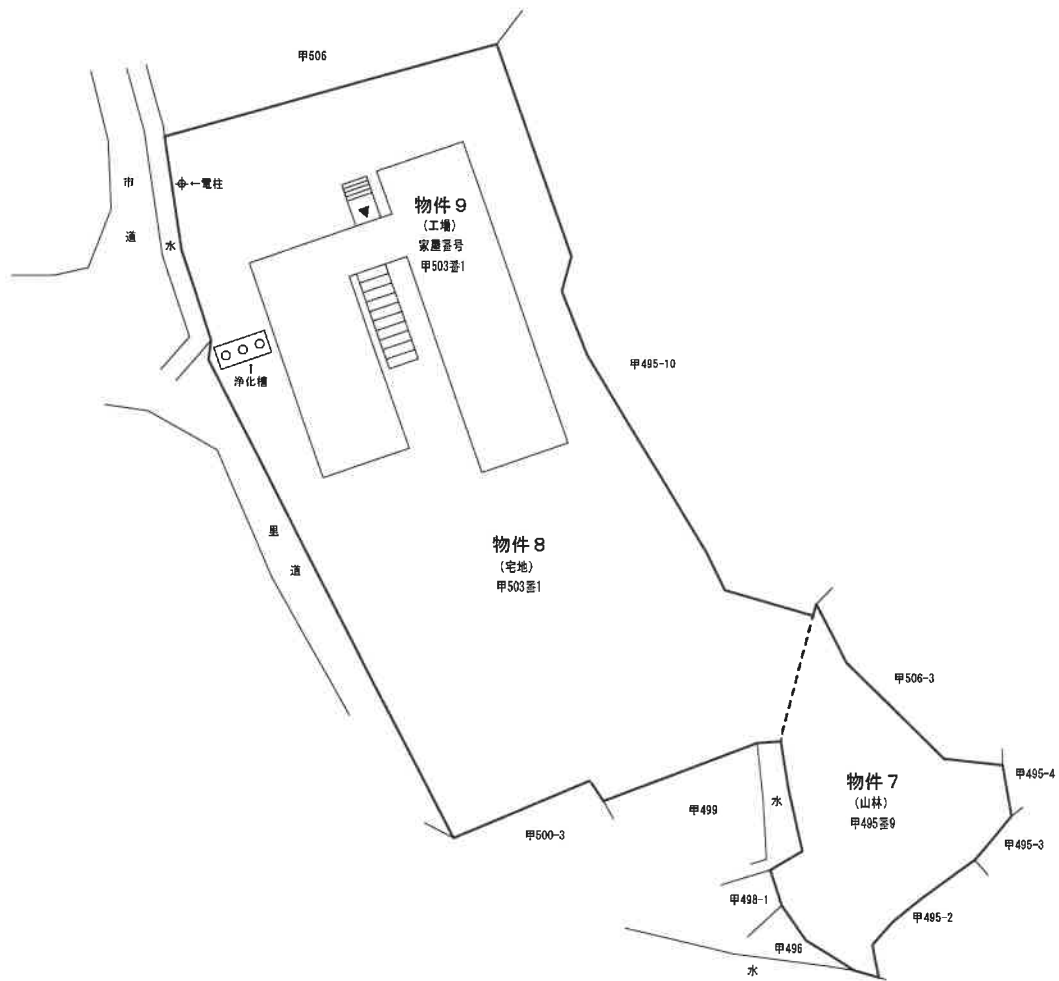 甲506
市
道
水
←電柱
物件9
(工場)
家屋番号
甲503番1
↑
浄化槽
甲495-10
里
道
物件8
(宅地)
甲503番1
甲506-3
甲495-4
物件7
(山林)
甲495番9
水
甲499
甲500-3
甲495-3
甲498-1
甲495-2
甲496
水